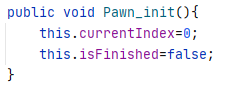 public void Pawn_init(){
    this.currentIndex=0;
    this.isFinished=false;
}